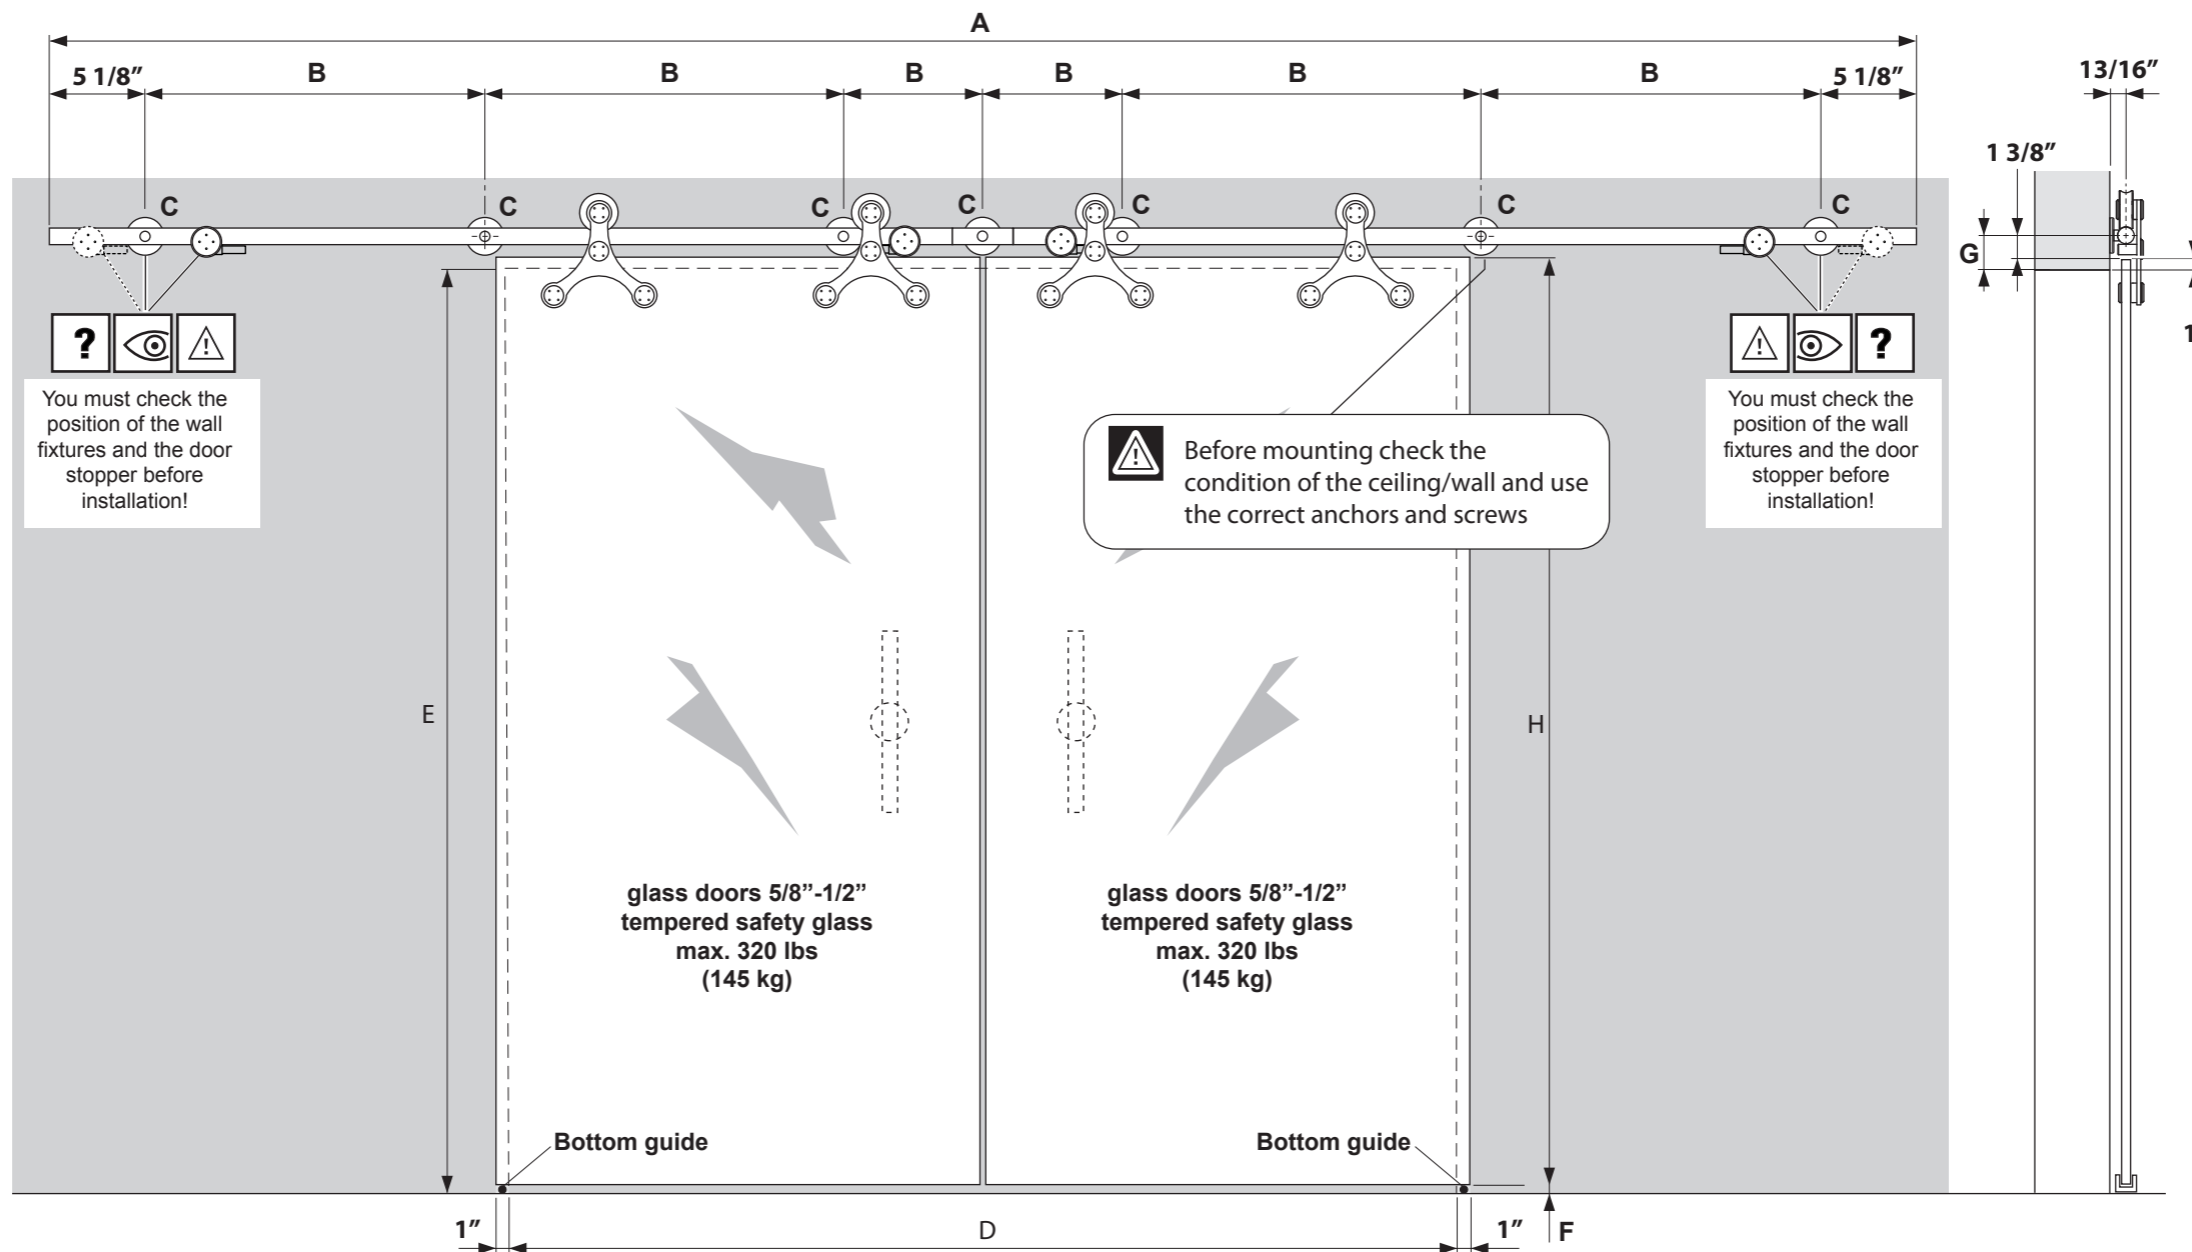 A
5 1/8″ B B B B B B 5 1/8″ 13/16″
1 3/8″
C C C C C C C
G
1
?
?
You must check the
position of the wall
fixtures and the door
stopper before
installation!
You must check the
position of the wall
fixtures and the door
stopper before
installation!
Before mounting check the
condition of the ceiling/wall and use
the correct anchors and screws
E
H
glass doors 5/8”-1/2”
tempered safety glass
max. 320 lbs
(145 kg)
glass doors 5/8”-1/2”
tempered safety glass
max. 320 lbs
(145 kg)
Bottom guide
Bottom guide
1″ D 1″ F